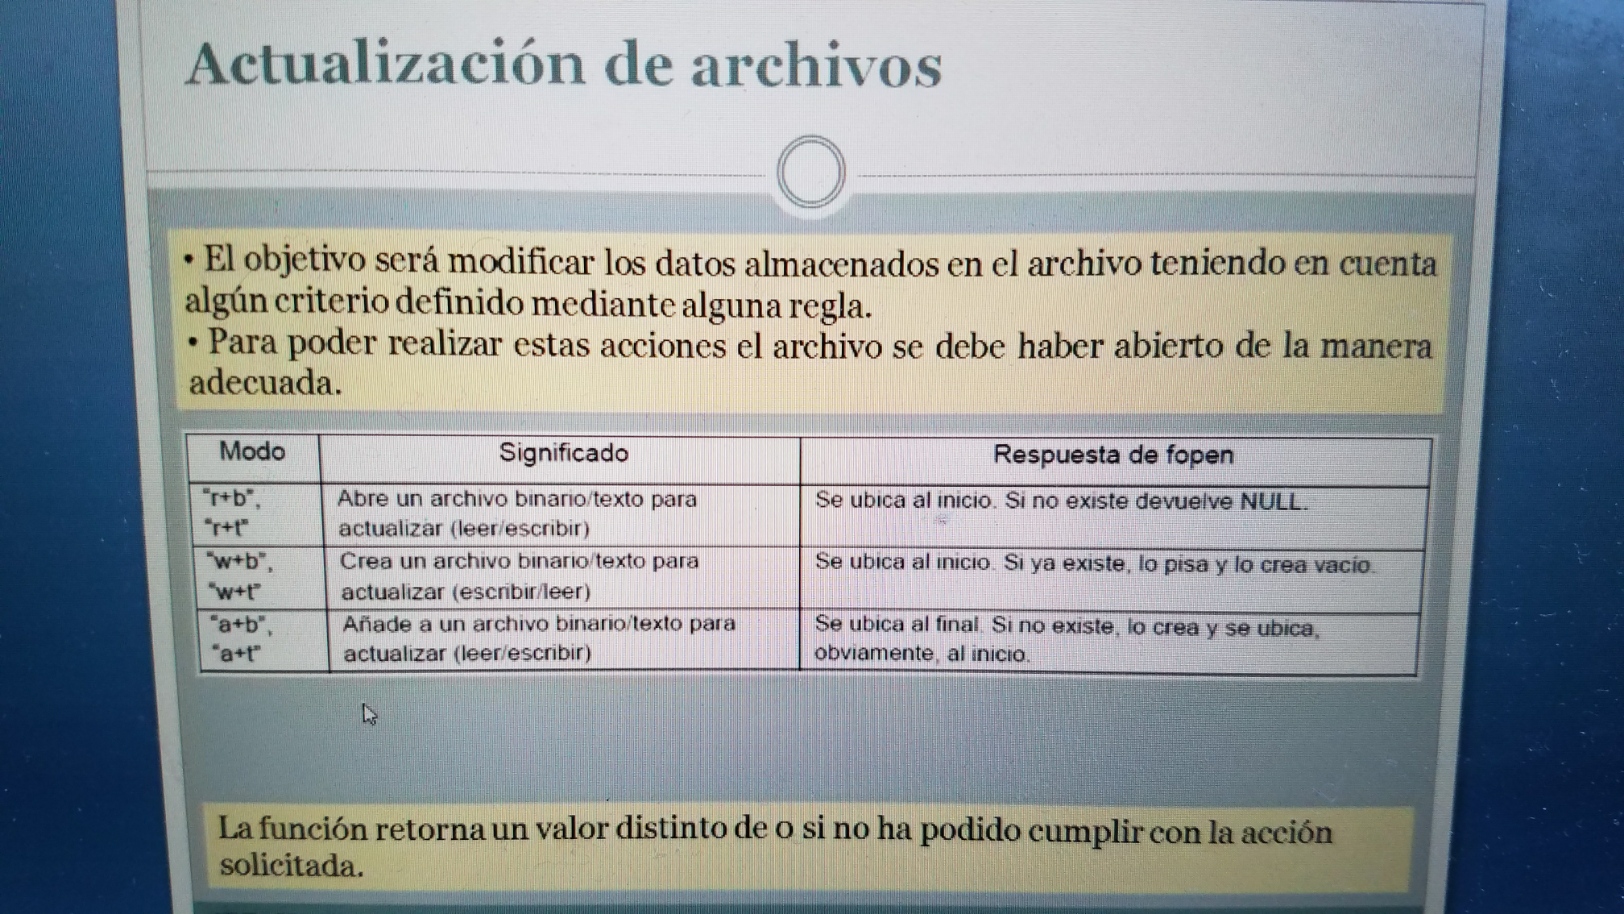 Actualización de archivos
• El objetivo será modificar los datos almacenados en el archivo teniendo en cuenta
algún criterio definido mediante alguna regla.
• Para poder realizar estas acciones el archivo se debe haber abierto de la manera
adecuada.
Modo Significado Respuesta de fopen
"r+b", Abre un archivo binario/texto para Se ubica al inicio. Si no existe devuelve NULL.
"r+t" actualizar (leer/escribir)
"w+b", Crea un archivo binario/texto para Se ubica al inicio. Si ya existe, lo pisa y lo crea vacío.
"w+t" actualizar (escribir/leer)
"a+b", Añade a un archivo binario/texto para Se ubica al final. Si no existe, lo crea y se ubica,
"a+t" actualizar (leer/escribir) obviamente, al inicio.
La función retorna un valor distinto de 0 si no ha podido cumplir con la acción
solicitada.